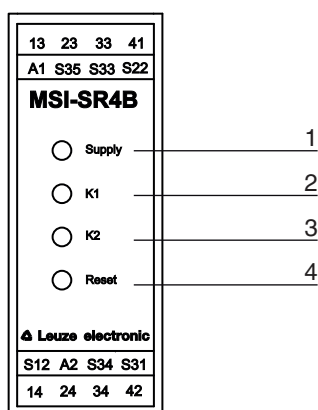 13 23 33 41
A1 S35 S33 S22
MSI-SR4B
Supply 1
K1 2
K2 3
Reset 4
Leuze electronic
S12 A2 S34 S31
14 24 34 42